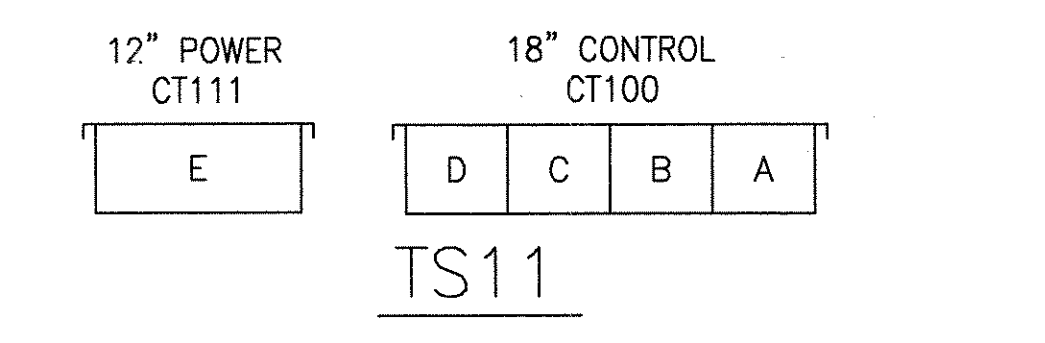 12" POWER
CT111
E
18" CONTROL
CT100
D C B A
TS11